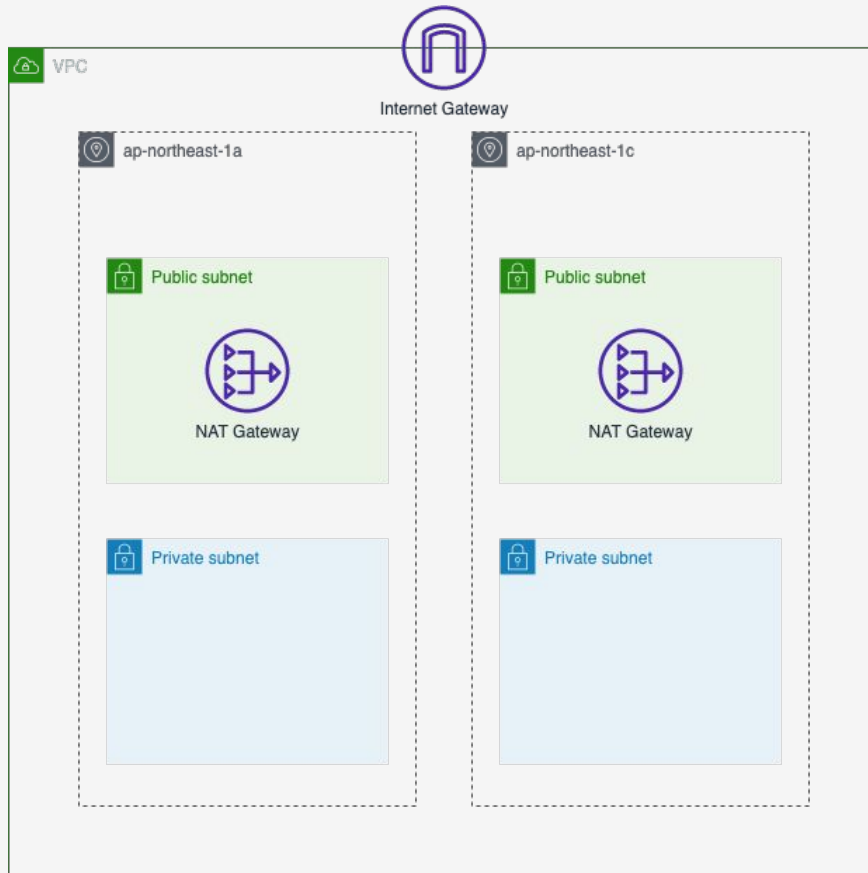 VPC
Internet Gateway
ap-northeast-1a
ap-northeast-1c
Public subnet
Public subnet
NAT Gateway
NAT Gateway
Private subnet
Private subnet